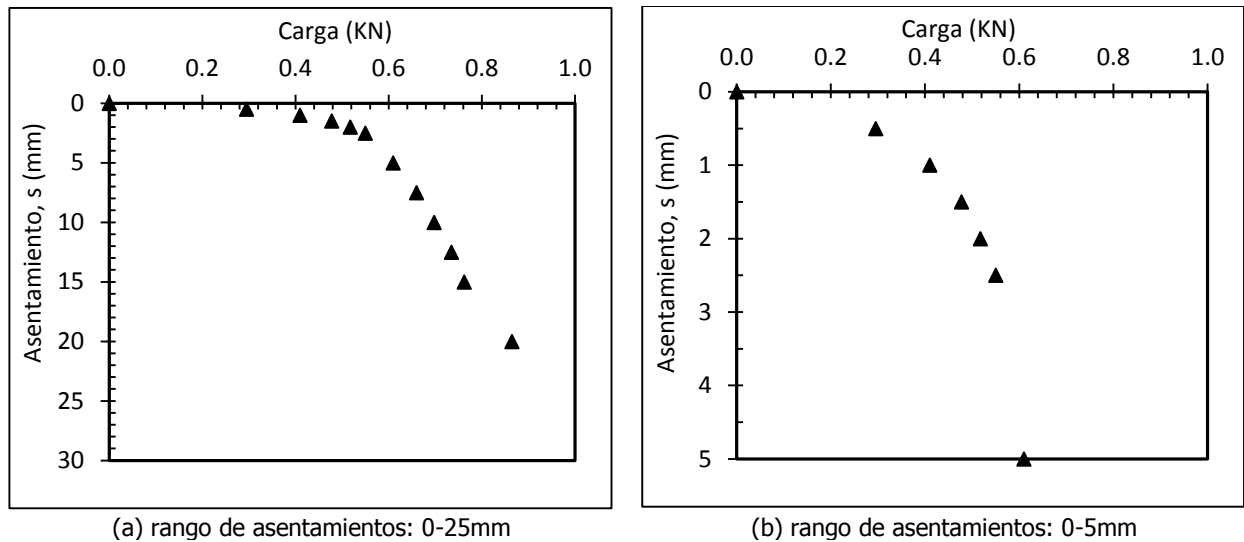 Carga (KN)
0.0 0.2 0.4 0.6 0.8 1.0
0
5
10
15
20
25
30
Asentamiento, s (mm)
(a) rango de asentamientos: 0-25mm
Carga (KN)
0.0 0.2 0.4 0.6 0.8 1.0
0
1
2
3
4
5
Asentamiento, s (mm)
(b) rango de asentamientos: 0-5mm